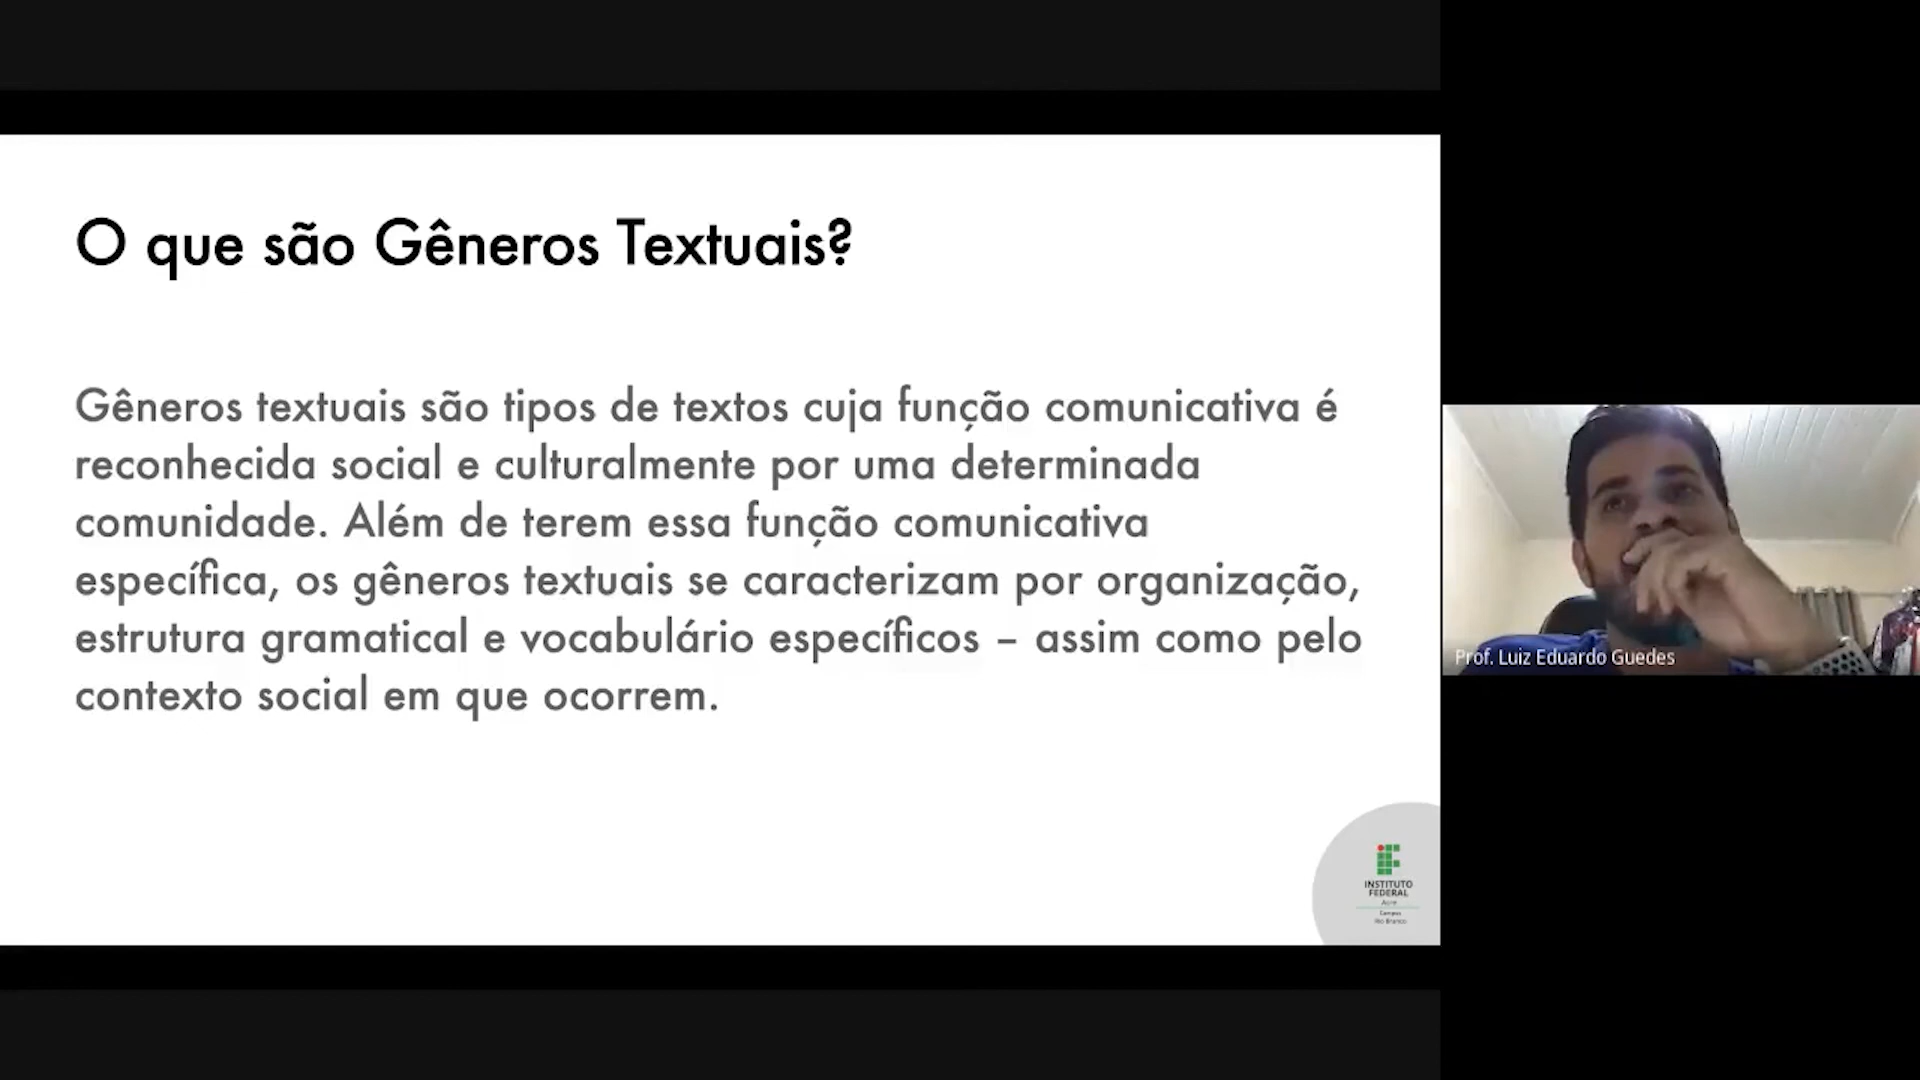 O que são Gêneros Textuais?
Gêneros textuais são tipos de textos cuja função comunicativa é
reconhecida social e culturalmente por uma determinada
comunidade. Além de terem essa função comunicativa
específica, os gêneros textuais se caracterizam por organização,
estrutura gramatical e vocabulário específicos – assim como pelo
contexto social em que ocorrem.
Prof. Luiz Eduardo Guedes
INSTITUTO
FEDERAL
Acre
Campus
Rio Branco